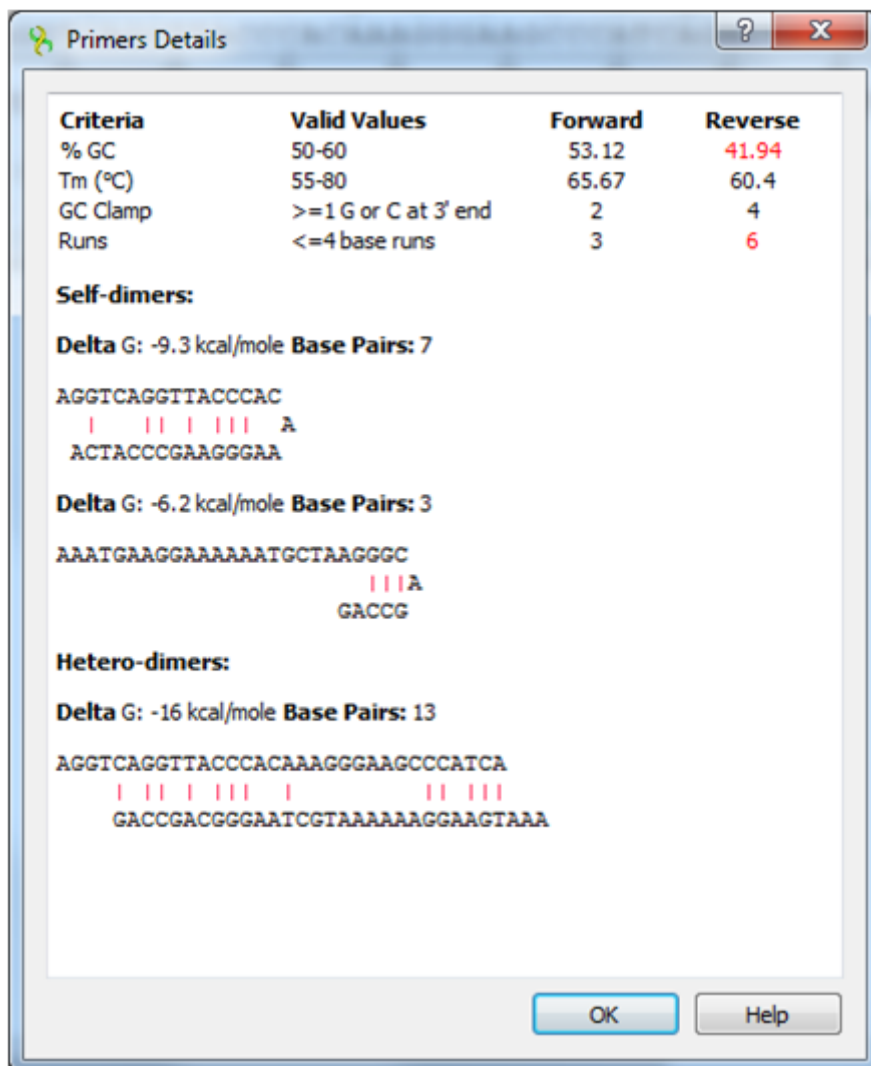 Primers Details
Criteria Valid Values Forward Reverse
% GC 50-60 53.12 41.94
Tm (°C) 55-80 65.67 60.4
GC Clamp >=1 G or C at 3' end 2 4
Runs <=4 base runs 3 6
Self-dimers:
Delta G: -9.3 kcal/mole Base Pairs: 7
AGGTCAGGTTACCCAC
| || | ||| A
ACTACCCGAAGGGAA
Delta G: -6.2 kcal/mole Base Pairs: 3
AAATGAAGGAAAAAATGCTAAGGGC
|||A
GACCG
Hetero-dimers:
Delta G: -16 kcal/mole Base Pairs: 13
AGGTCAGGTTACCCACAAAGGGAAGCCCATCA
| || | ||| | || |||
GACCGACGGGAATCGTAAAAAAGGAAGTAAA
OK Help